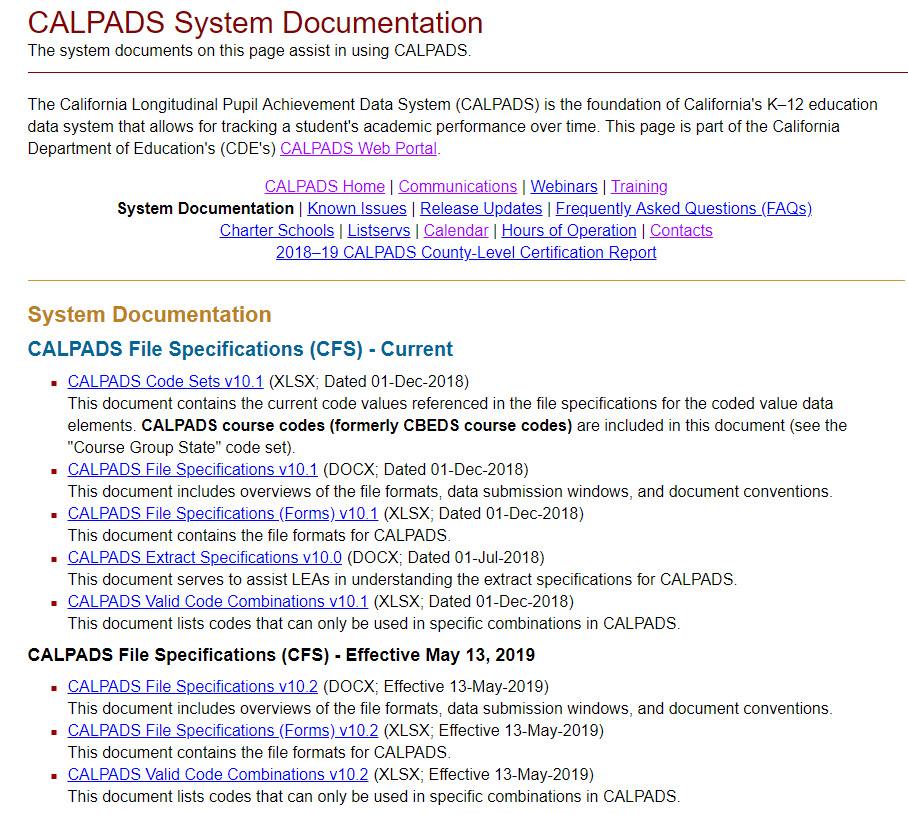 CALPADS System Documentation
The system documents on this page assist in using CALPADS.
The California Longitudinal Pupil Achievement Data System (CALPADS) is the foundation of California's K–12 education
data system that allows for tracking a student's academic performance over time. This page is part of the California
Department of Education's (CDE's) CALPADS Web Portal.
CALPADS Home | Communications | Webinars | Training
System Documentation | Known Issues | Release Updates | Frequently Asked Questions (FAQs)
Charter Schools | Listservs | Calendar | Hours of Operation | Contacts
2018–19 CALPADS County-Level Certification Report
System Documentation
CALPADS File Specifications (CFS) - Current
CALPADS Code Sets v10.1 (XLSX; Dated 01-Dec-2018)
This document contains the current code values referenced in the file specifications for the coded value data
elements. CALPADS course codes (formerly CBEDS course codes) are included in this document (see the
"Course Group State" code set).
CALPADS File Specifications v10.1 (DOCX; Dated 01-Dec-2018)
This document includes overviews of the file formats, data submission windows, and document conventions.
CALPADS File Specifications (Forms) v10.1 (XLSX; Dated 01-Dec-2018)
This document contains the file formats for CALPADS.
CALPADS Extract Specifications v10.0 (DOCX; Dated 01-Jul-2018)
This document serves to assist LEAs in understanding the extract specifications for CALPADS.
CALPADS Valid Code Combinations v10.1 (XLSX; Dated 01-Dec-2018)
This document lists codes that can only be used in specific combinations in CALPADS.
CALPADS File Specifications (CFS) - Effective May 13, 2019
CALPADS File Specifications v10.2 (DOCX; Effective 13-May-2019)
This document includes overviews of the file formats, data submission windows, and document conventions.
CALPADS File Specifications (Forms) v10.2 (XLSX; Effective 13-May-2019)
This document contains the file formats for CALPADS.
CALPADS Valid Code Combinations v10.2 (XLSX; Effective 13-May-2019)
This document lists codes that can only be used in specific combinations in CALPADS.